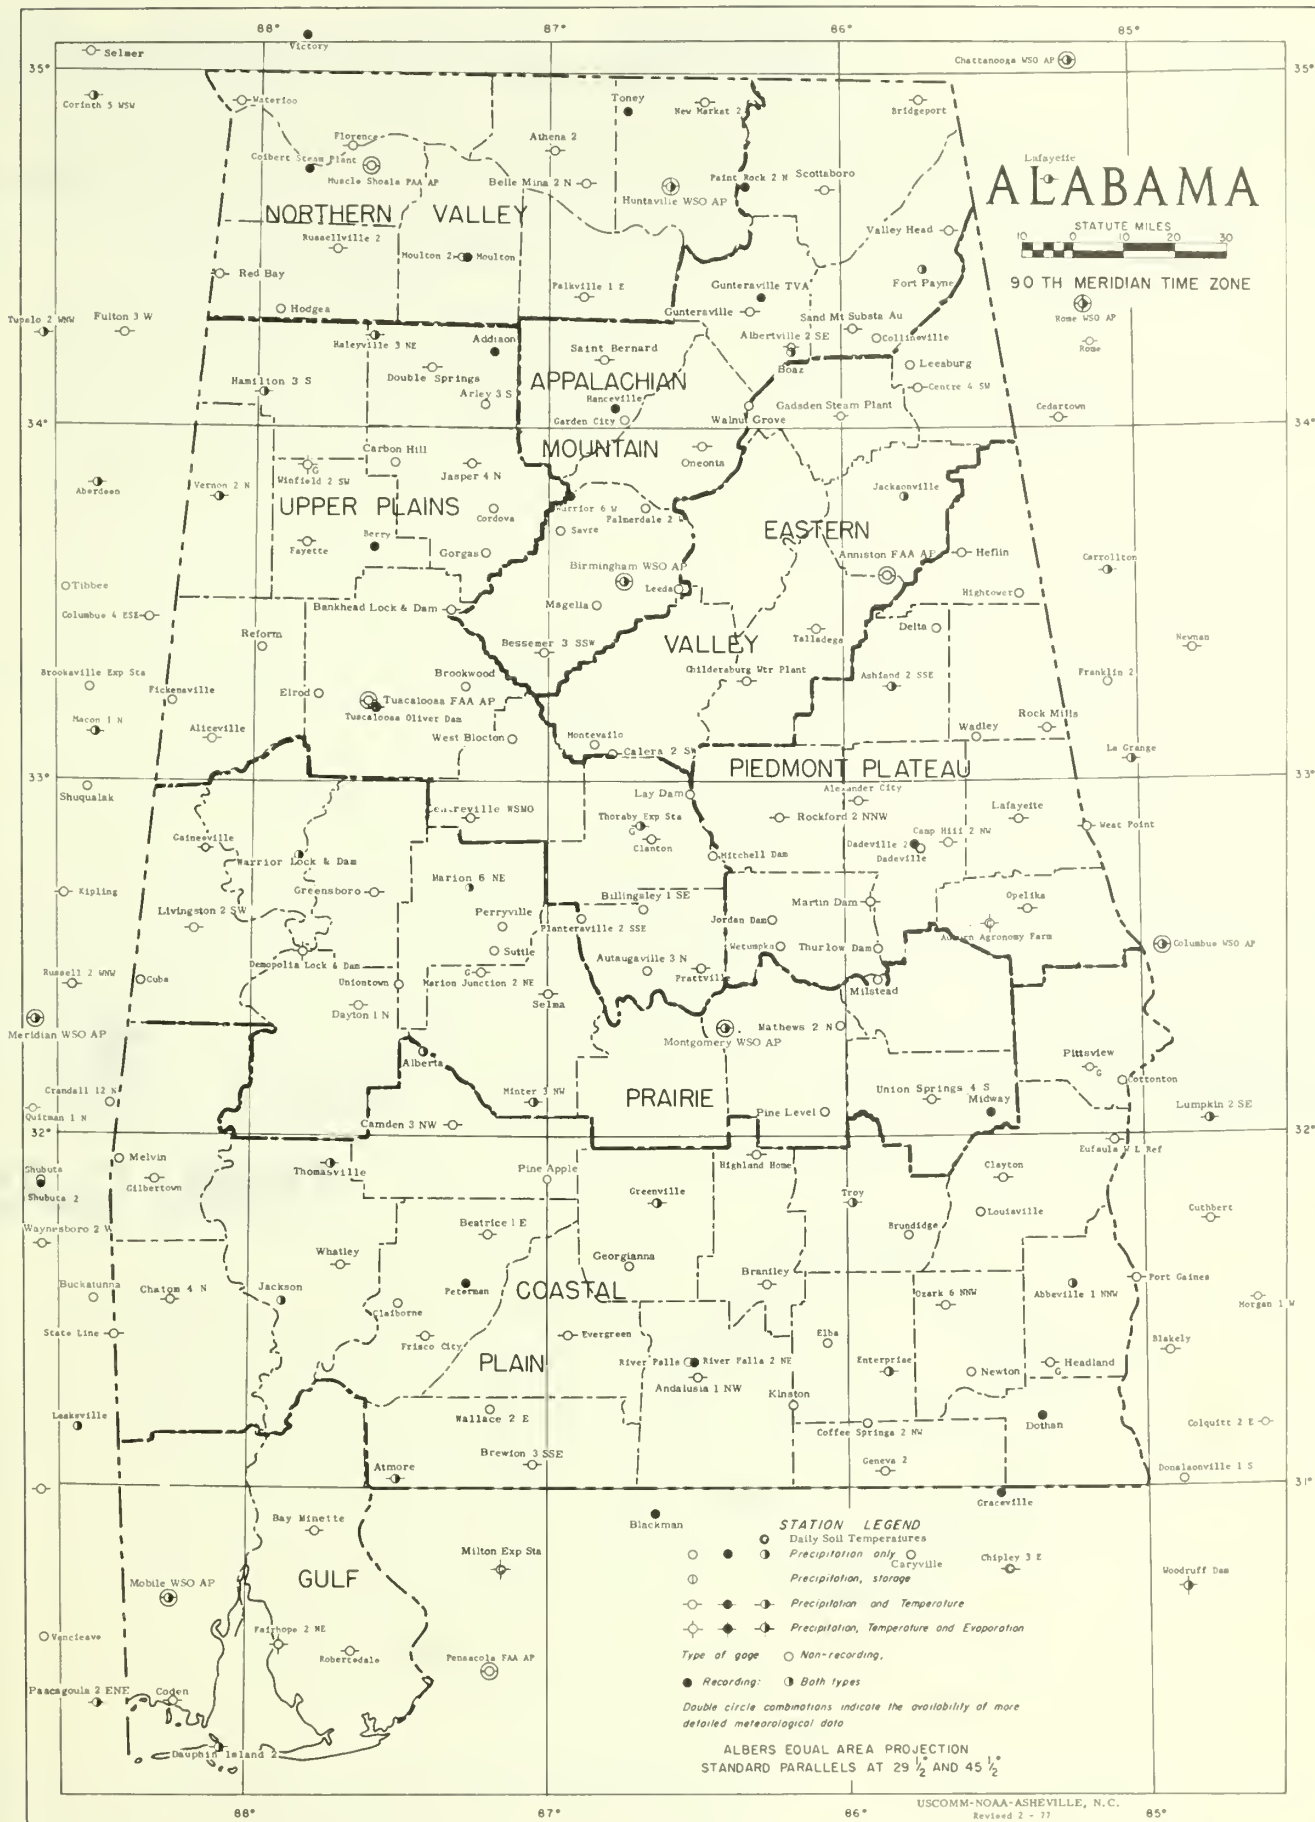 88°
87°
86°
85°
Victory
Selmer
Chattanooga WSO AP
35°
35°
Corinth 5 WSW
Waterloo
Toney
New Market 2
Bridgeport
Florence
Athens 2
Colbert Steam Plant
Muscle Shoals FAA AP
Belle Mina 2 N
Huntsville WSO AP
Paint Rock 2 N
Scottsboro
Lafayette
ALABAMA
STATUTE MILES
10 0 10 20 30
90 TH MERIDIAN TIME ZONE
NORTHERN VALLEY
Russellville 2
Moulton 2
Moulton
Valley Head
Red Bay
Falkville 1 E
Guntersville TVA
Fort Payne
Hodges
Guntersville
Sand Mt Substa Au
Rome WSO AP
Tupelo 2 WNW
Fulton 3 W
Haleyville 3 NE
Addison
Saint Bernard
Albertville 2 SE
Collinsville
Rome
Boaz
Leesburg
Hamilton 3 S
Double Springs
APPALACHIAN
Centre 4 SW
Arley 3 S
Hanceville
Garden City
Walnut Grove
Gadsden Steam Plant
Cedartown
34°
34°
MOUNTAIN
Carbon Hill
Oneonta
Aberdeen
Vernon 2 N
G
Winfield 2 SW
Jasper 4 N
Jacksonville
UPPER PLAINS
Cordova
Warrior 6 W
Palmerdale 2 W
EASTERN
Sayre
Berry
Fayette
Gorgas
Anniston FAA AP
Heflin
Carrollton
Tibbee
Birmingham WSO AP
Leeds
Hightower
Columbus 4 ESE
Bankhead Lock & Dam
Magella
Reform
Bessemer 3 SSW
VALLEY
Talladega
Delta
Newnan
Brooksville Exp Sta
Pickensville
Elrod
Brookwood
Childersburg Wtr Plant
Ashland 2 SSE
Franklin 2
Tuscaloosa FAA AP
Tuscaloosa Oliver Dam
Macon 1 N
Aliceville
West Blocton
Montevallo
Wadley
Rock Mills
Calera 2 SW
La Grange
PIEDMONT PLATEAU
33°
33°
Shuqualak
Lay Dam
Alexander City
Centreville WSMO
Thorsby Exp Sta
G
Rockford 2 NNW
Lafayette
West Point
Gainesville
Clanton
Camp Hill 2 NW
Warrior Lock & Dam
Mitchell Dam
Dadeville 2
Dadeville
Kipling
Greensboro
Marion 6 NE
Billingsley 1 SE
Martin Dam
Opelika
Livingston 2 SW
Perryville
Plantersville 2 SSE
Jordan Dam
Auburn Agronomy Farm
Demopolis Lock & Dam
Suttle
Wetumpka
Thurlow Dam
Columbus WSO AP
Russell 2 WNW
Cuba
Uniontown
G
Marion Junction 2 NE
Autaugaville 3 N
Prattville
Milstead
Dayton 1 N
Selma
Meridian WSO AP
Mathews 2 N
Montgomery WSO AP
Alberta
Pittsview
G
Crandall 12 N
Minter 3 NW
PRAIRIE
Union Springs 4 S
Cottonton
Quitman 1 N
Camden 3 NW
Pine Level
Midway
Lumpkin 2 SE
32°
32°
Melvin
Thomasville
Pine Apple
Highland Home
Eufaula W L Ref
Shubuta
Shubuta 2
Gilbertown
Greenville
Troy
Clayton
Waynesboro 2 W
Beatrice 1 E
Brundidge
Louisville
Cuthbert
Whatley
Georgianna
Buckatunna
Chatom 4 N
Jackson
Peterman
COASTAL
Brantley
Ozark 6 NNW
Abbeville 1 NNW
Fort Gaines
Claiborne
Morgan 1 W
State Line
Frisco City
Evergreen
Elba
Blakely
PLAIN
River Falls
River Falls 2 NE
Enterprise
Newton
Headland
G
Andalusia 1 NW
Kinston
Leakesville
Wallace 2 E
Coffee Springs 2 NW
Dothan
Colquitt 2 E
Brewton 3 SSE
Geneva 2
Donalsonville 1 S
Atmore
31°
Graceville
Bay Minette
Blackman
STATION LEGEND
Daily Soil Temperatures
Precipitation only
Caryville
Chipley 3 E
Milton Exp Sta
Precipitation, storage
Woodruff Dam
Mobile WSO AP
GULF
Precipitation and Temperature
Precipitation, Temperature and Evaporation
Vancleave
Fairhope 2 NE
Robertsdale
Pensacola FAA AP
Type of gage
Non-recording,
Recording:
Both types
Pascagoula 2 ENE
Coden
Double circle combinations indicate the availability of more
detailed meteorological data
Dauphin Island 2
ALBERS EQUAL AREA PROJECTION
STANDARD PARALLELS AT 29 1/2° AND 45 1/2°
USCOMM-NOAA-ASHEVILLE, N.C.
Revised 2 - 77
88°
87°
86°
85°